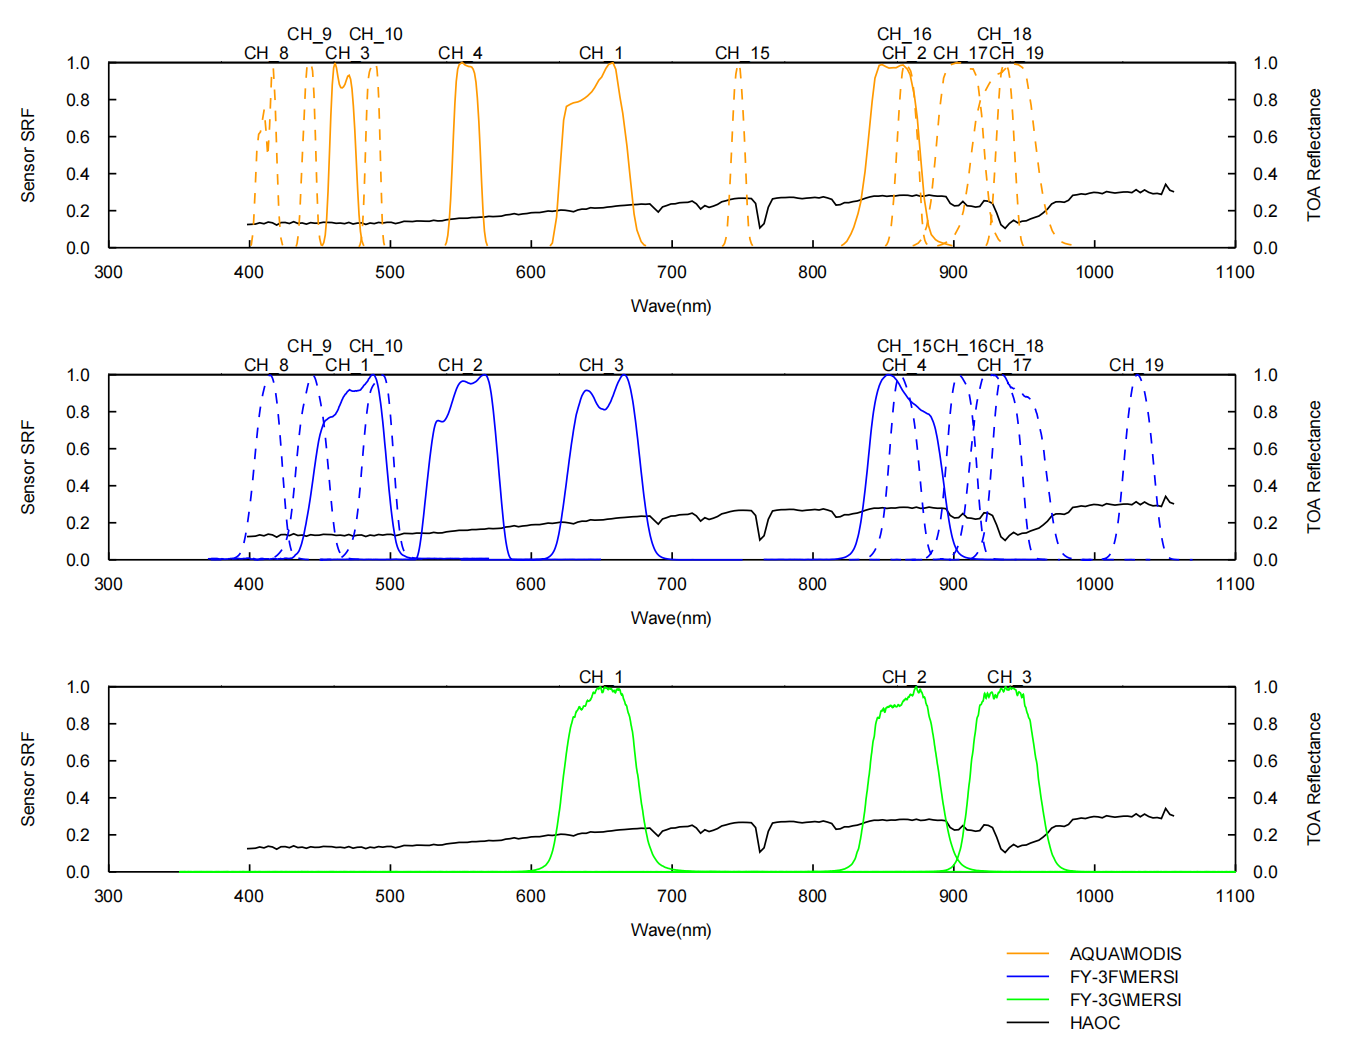 CH_16 CH_18
CH_9 CH_10
CH_8 CH_3 CH_4 CH_1 CH_15 CH_2 CH_17 CH_19
1.0 1.0
0.8 0.8
0.6 0.6
0.4 0.4
0.2 0.2
0.0 0.0
Sensor SRF
TOA Reflectance
300 400 500 600 700 800 900 1000 1100
Wave(nm)
CH_9 CH_10 CH_15 CH_16 CH_18
CH_8 CH_1 CH_2 CH_3 CH_4 CH_17 CH_19
1.0 1.0
0.8 0.8
0.6 0.6
0.4 0.4
0.2 0.2
0.0 0.0
Sensor SRF
TOA Reflectance
300 400 500 600 700 800 900 1000 1100
Wave(nm)
CH_1 CH_2 CH_3
1.0 1.0
0.8 0.8
0.6 0.6
0.4 0.4
0.2 0.2
0.0 0.0
Sensor SRF
TOA Reflectance
300 400 500 600 700 800 900 1000 1100
Wave(nm)
AQUA\MODIS
FY-3F\MERSI
FY-3G\MERSI
HAOC